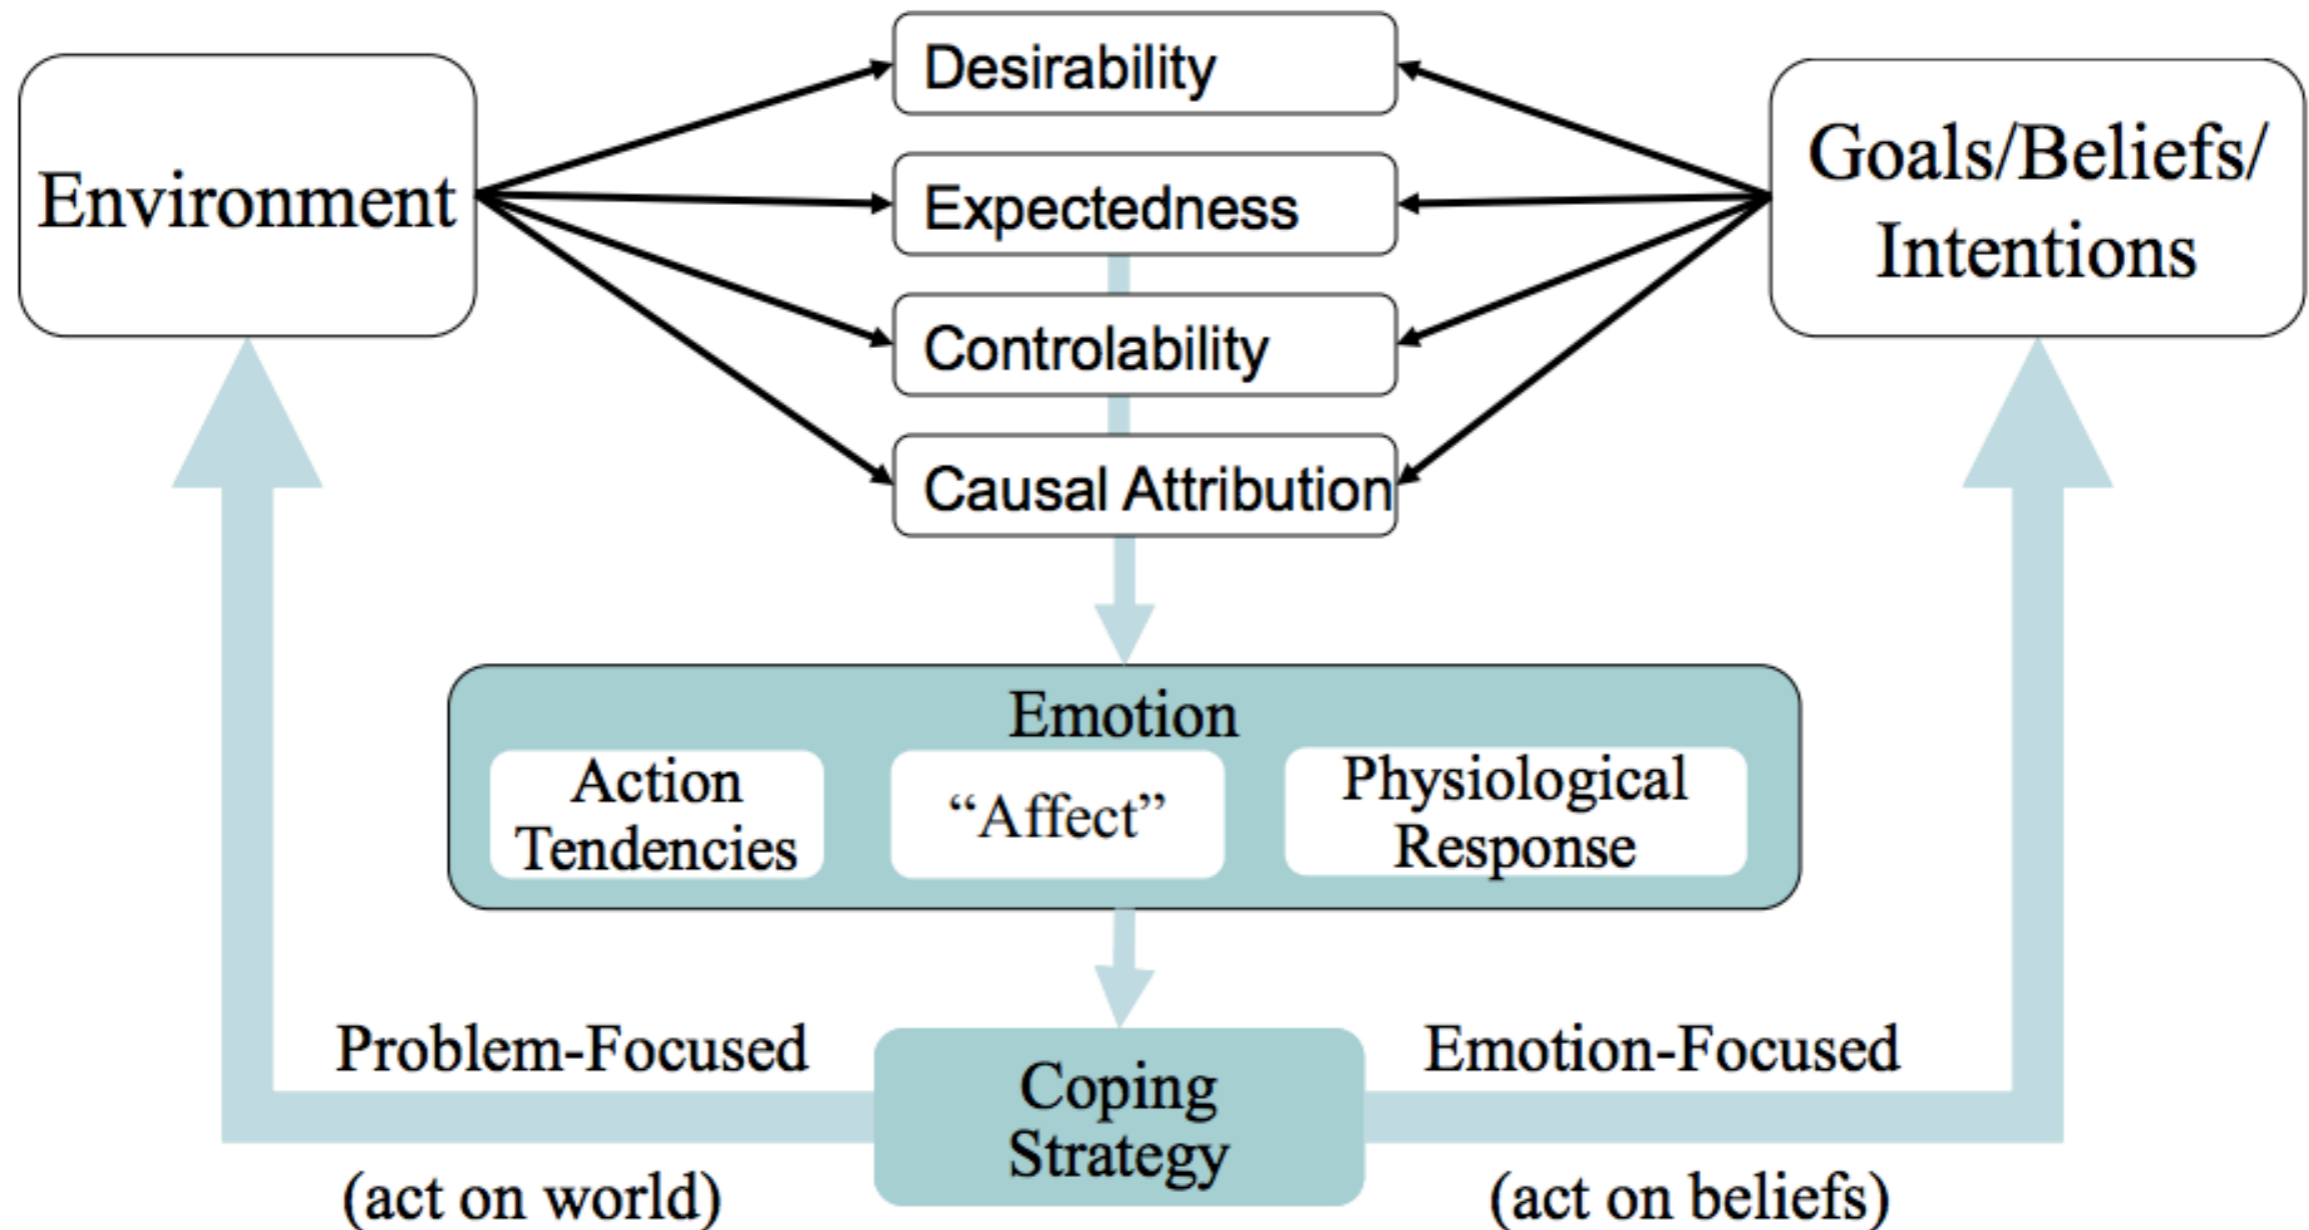 Environment
Desirability
Expectedness
Controlability
Causal Attribution
Goals/Beliefs/
Intentions
Emotion
Action
Tendencies
“Affect”
Physiological
Response
Problem-Focused
(act on world)
Coping
Strategy
Emotion-Focused
(act on beliefs)